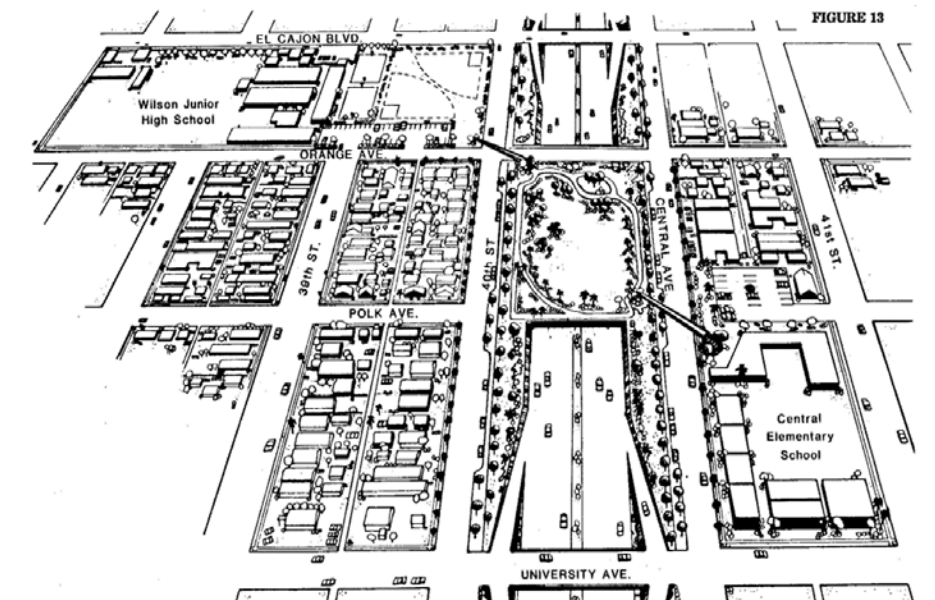 FIGURE 13
EL CAJON BLVD.
Wilson Junior
High School
ORANGE AVE.
39th ST.
40th ST
CENTRAL AVE.
41st ST.
POLK AVE.
Central
Elementary
School
UNIVERSITY AVE.